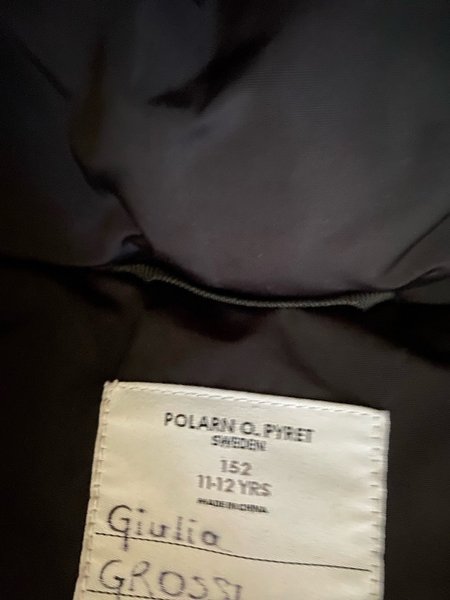 POLARN O. PYRET
SWEDEN
152
11-12 YRS
MADE IN CHINA
Giulia
GROSSI